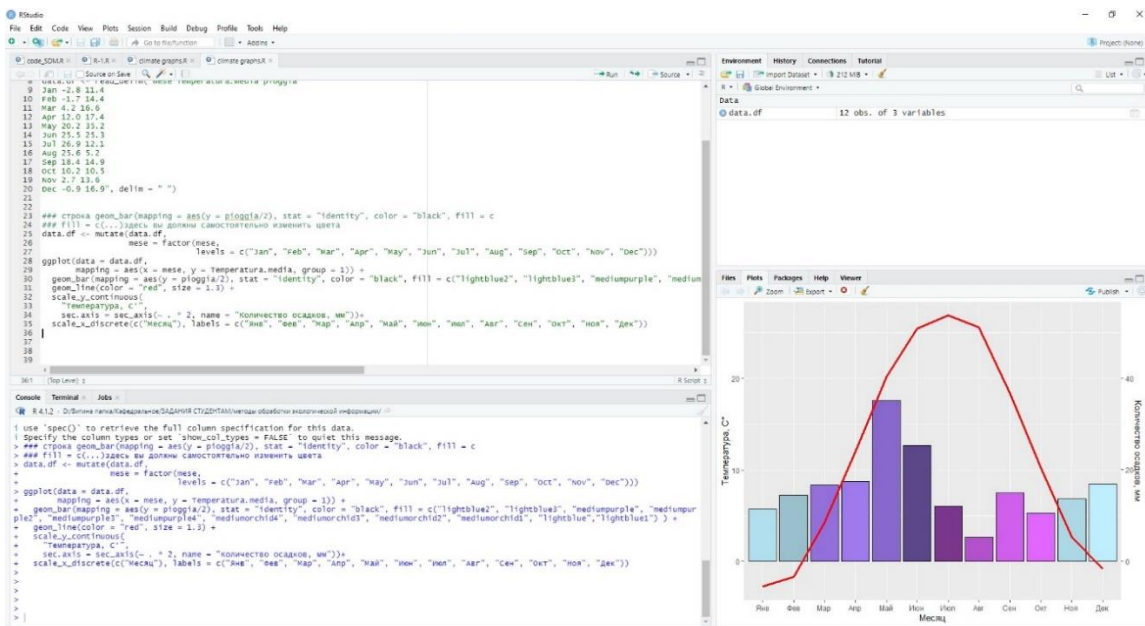 RStudio
File Edit Code View Plots Session Build Debug Profile Tools Help
Go to file/function Addins
Project: (None)
code_SDM.R R-1.R climate graphs.R climate graphs.R
Source on Save Run Source
8 data.df <- read_delim("mese Temperatura.media pioggia
9 Jan -2.8 11.4
10 Feb -1.7 14.4
11 Mar 4.2 16.6
12 Apr 12.0 17.4
13 May 20.2 35.2
14 Jun 25.5 25.3
15 Jul 26.9 12.1
16 Aug 25.6 5.2
17 Sep 18.4 14.9
18 Oct 10.2 10.5
19 Nov 2.7 13.6
20 Dec -0.9 16.9", delim = " ")
21
22
23 ### строка geom_bar(mapping = aes(y = pioggia/2), stat = "identity", color = "black", fill = c
24 ### fill = c(...)здесь вы должны самостоятельно изменить цвета
25 data.df <- mutate(data.df,
26 mese = factor(mese,
27 levels = c("Jan", "Feb", "Mar", "Apr", "May", "Jun", "Jul", "Aug", "Sep", "Oct", "Nov", "Dec")))
28 ggplot(data = data.df,
29 mapping = aes(x = mese, y = Temperatura.media, group = 1)) +
30 geom_bar(mapping = aes(y = pioggia/2), stat = "identity", color = "black", fill = c("lightblue2", "lightblue3", "mediumpurple", "medium
31 geom_line(color = "red", size = 1.3) +
32 scale_y_continuous(
33 "Температура, C°",
34 sec.axis = sec_axis(~ . * 2, name = "Количество осадков, мм"))+
35 scale_x_discrete(c("Месяц"), labels = c("Янв", "Фев", "Мар", "Апр", "Май", "Июн", "Июл", "Авг", "Сен", "Окт", "Ноя", "Дек"))
36
37
38
39
36:1 (Top Level) R Script
Console Terminal Jobs
R 4.1.2 · D:/Витина папка/Кафедральное/ЗАДАНИЯ СТУДЕНТАМ/методы обработки экологической информации/
i Use `spec()` to retrieve the full column specification for this data.
i Specify the column types or set `show_col_types = FALSE` to quiet this message.
> ### строка geom_bar(mapping = aes(y = pioggia/2), stat = "identity", color = "black", fill = c
> ### fill = c(...)здесь вы должны самостоятельно изменить цвета
> data.df <- mutate(data.df,
+ mese = factor(mese,
+ levels = c("Jan", "Feb", "Mar", "Apr", "May", "Jun", "Jul", "Aug", "Sep", "Oct", "Nov", "Dec")))
> ggplot(data = data.df,
+ mapping = aes(x = mese, y = Temperatura.media, group = 1)) +
+ geom_bar(mapping = aes(y = pioggia/2), stat = "identity", color = "black", fill = c("lightblue2", "lightblue3", "mediumpurple", "mediumpur
ple2", "mediumpurple3", "mediumpurple4", "mediumorchid4", "mediumorchid3", "mediumorchid2", "mediumorchid1", "lightblue","lightblue1") ) +
+ geom_line(color = "red", size = 1.3) +
+ scale_y_continuous(
+ "Температура, C°",
+ sec.axis = sec_axis(~ . * 2, name = "Количество осадков, мм"))+
+ scale_x_discrete(c("Месяц"), labels = c("Янв", "Фев", "Мар", "Апр", "Май", "Июн", "Июл", "Авг", "Сен", "Окт", "Ноя", "Дек"))
>
>
>
>
>
Environment History Connections Tutorial
Import Dataset 212 MiB List
R Global Environment
Data
data.df 12 obs. of 3 variables
Files Plots Packages Help Viewer
Zoom Export Publish
Температура, C°
20
10
0
40
20
0
Количество осадков, мм
Янв Фев Мар Апр Май Июн Июл Авг Сен Окт Ноя Дек
Месяц